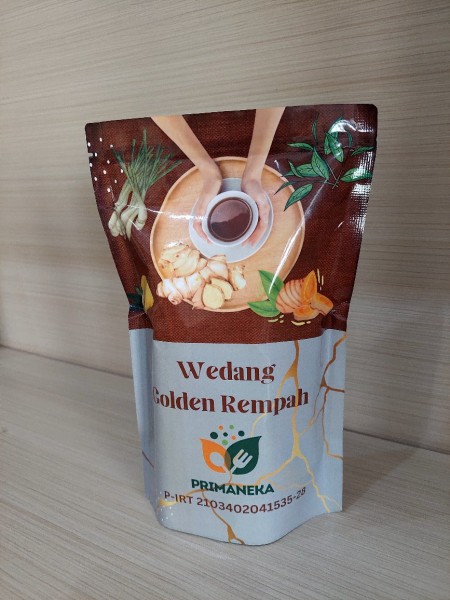 Wedang
Golden Rempah
PRIMANEKA
P-IRT 2103402041535-28